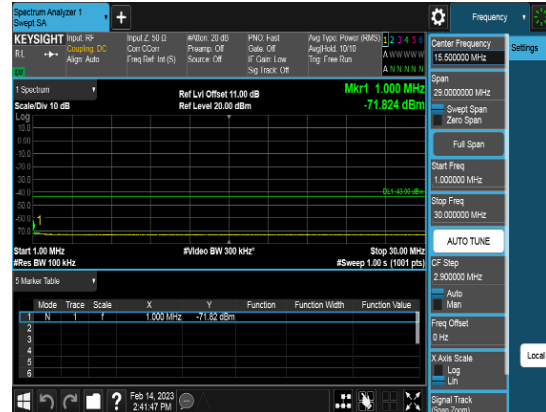 Spectrum Analyzer 1
Swept SA
Frequency
KEYSIGHT Input: RF Input Z: 50 Ω #Atten: 20 dB PNO: Fast Avg Type: Power (RMS) 1 2 3 4 5 6
RL Coupling: DC Corr CCorr Preamp: Off Gate: Off Avg|Hold: 10/10 A W W W W W
Align: Auto Freq Ref: Int (S) Source: Off IF Gain: Low Trig: Free Run
Sig Track: Off A N N N N N
Center Frequency
15.500000 MHz
Settings
1 Spectrum
Scale/Div 10 dB
Ref Lvl Offset 11.00 dB
Ref Level 20.00 dBm
Mkr1 1.000 MHz
-71.824 dBm
Span
29.0000000 MHz
Swept Span
Zero Span
Full Span
Log
10.0
0.00
-10.0
-20.0
-30.0
-40.0
-50.0
-60.0
-70.0
DL1 -43.00 dBm
1
Start Freq
1.000000 MHz
Stop Freq
30.000000 MHz
AUTO TUNE
Start 1.00 MHz #Video BW 300 kHz* Stop 30.00 MHz
#Res BW 100 kHz #Sweep 1.00 s (1001 pts)
CF Step
2.900000 MHz
Auto
Man
5 Marker Table
Mode Trace Scale X Y Function Function Width Function Value
1 N 1 f 1.000 MHz -71.82 dBm
2
3
4
5
6
Freq Offset
0 Hz
X Axis Scale
Log
Lin
Local
Signal Track
(Span Zoom)
? Feb 14, 2023
2:41:47 PM